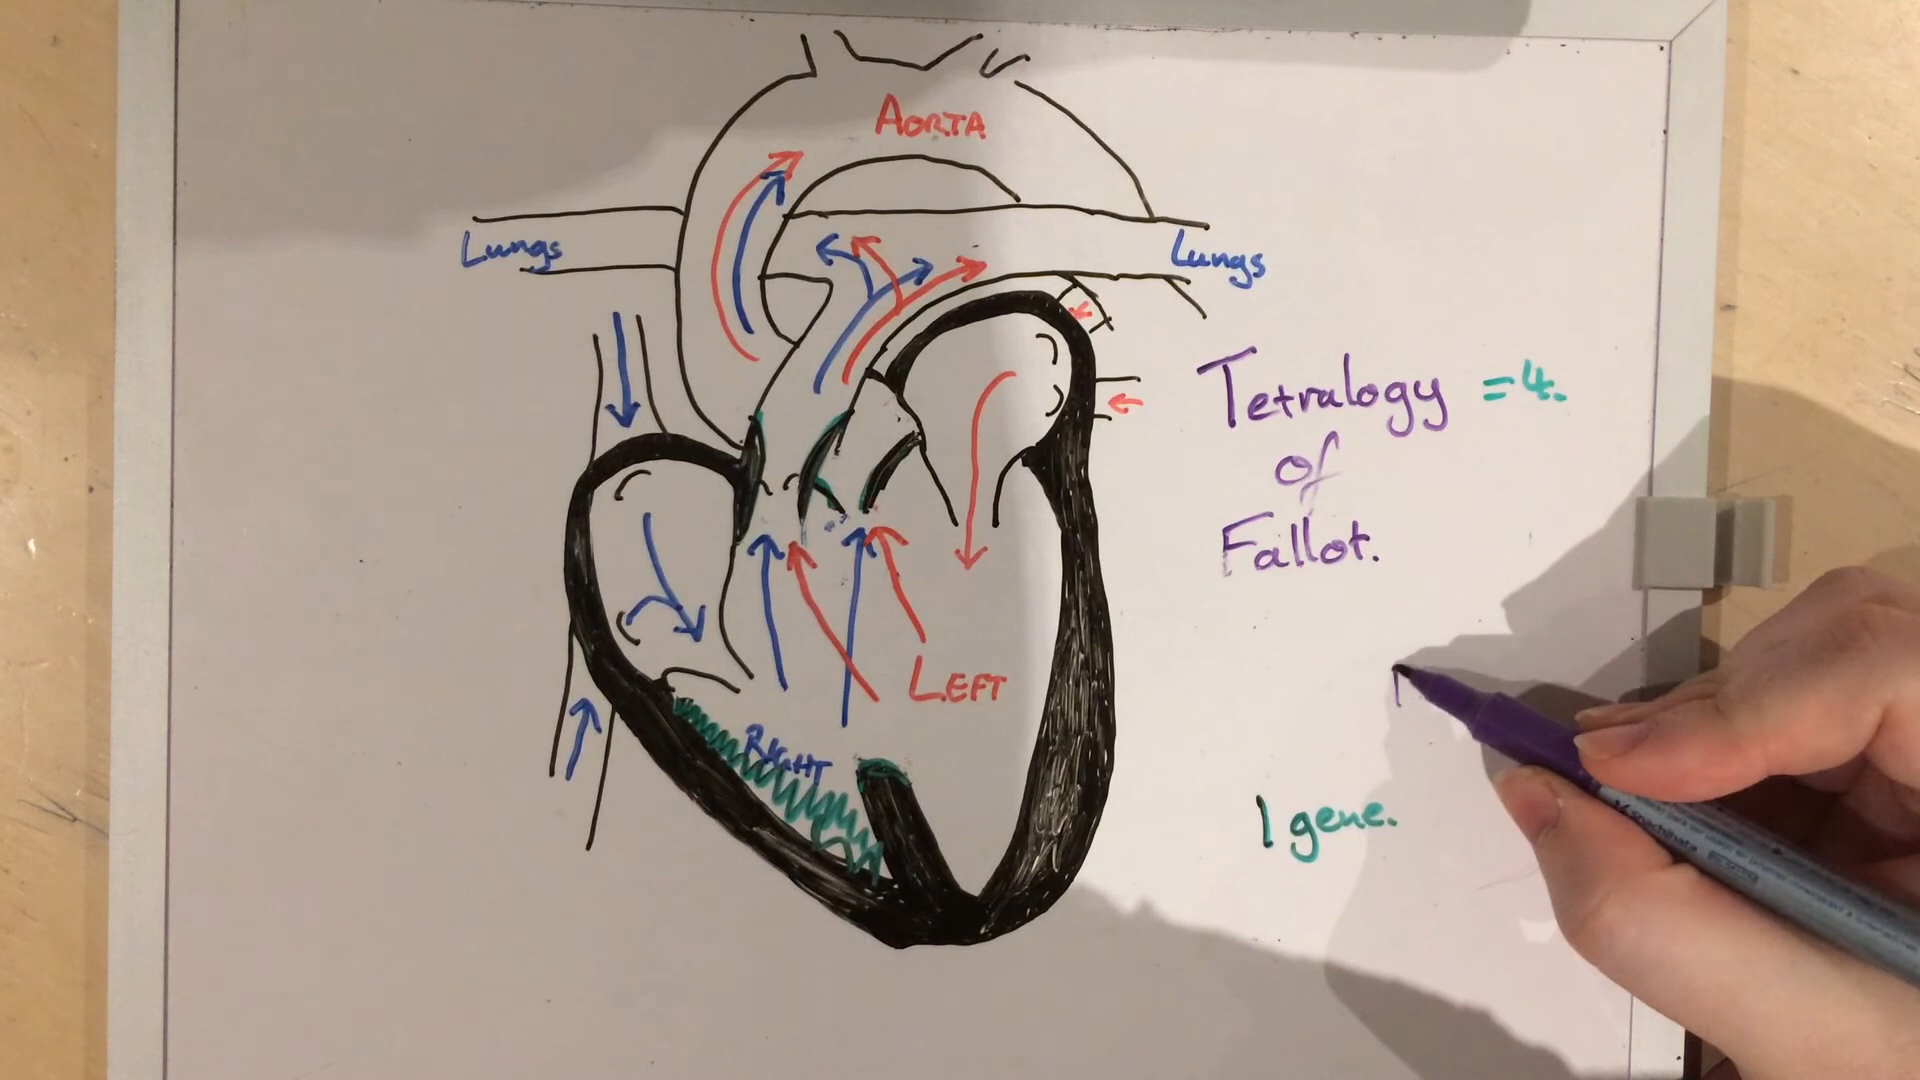 AORTA
Lungs
Lungs
Tetralogy = 4.
of
Fallot.
LEFT
RIGHT
1 gene.